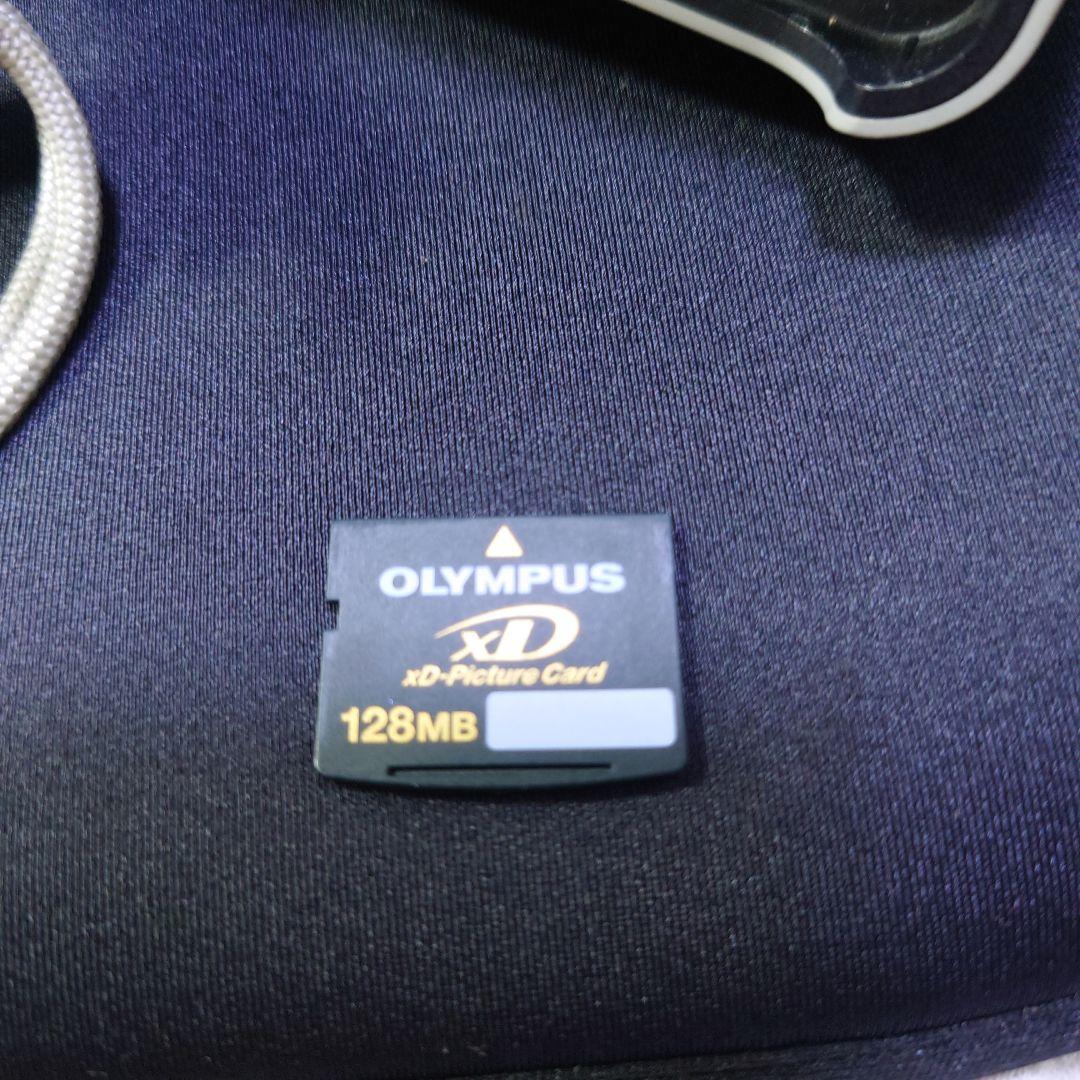 OLYMPUS
xD
xD-Picture Card
128MB